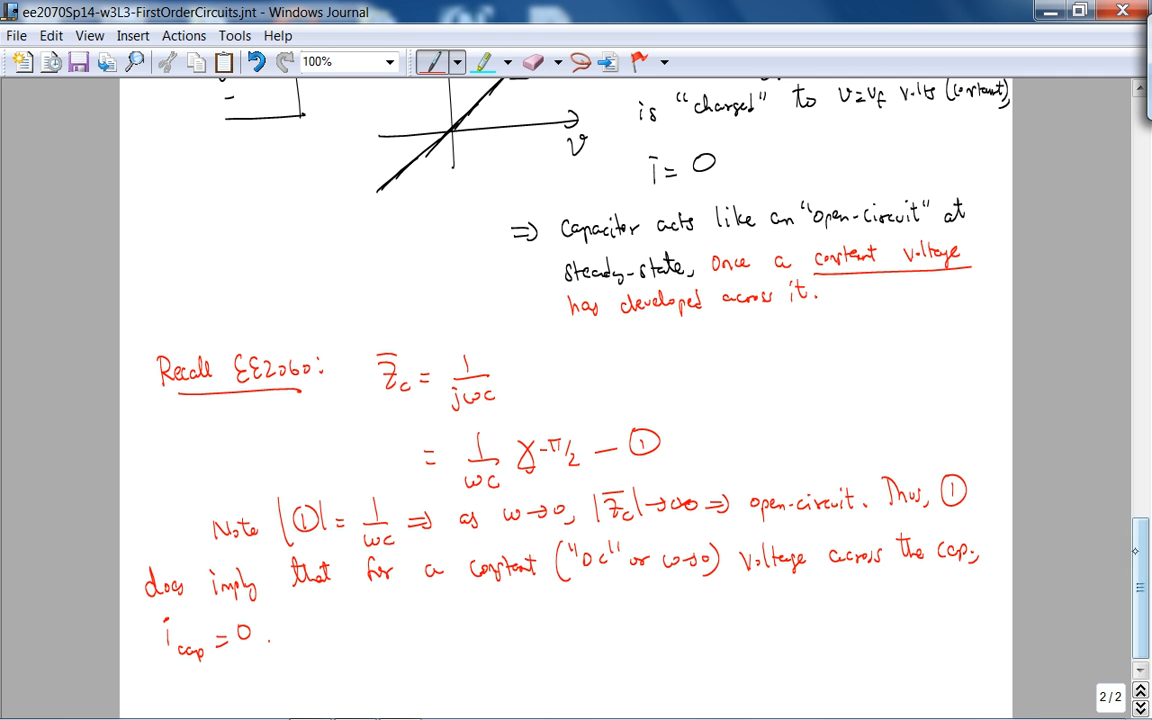 ee2070Sp14-w3L3-FirstOrderCircuits.jnt - Windows Journal
File Edit View Insert Actions Tools Help
100%
is "charged" to v=vf volts (constant),
V
i = 0
⇒ Capacitor acts like an "open-circuit" at
steady-state, once a constant voltage
has developed across it.
Recall EE2060: Z̄c = 1/jωc
= 1/ωc ∠-π/2 — ①
Note |①| = 1/ωc ⇒ as ω→0, |Z̄c|→∞ ⇒ open-circuit. Thus, ①
does imply that for a constant ("DC" or ω→0) voltage across the cap,
i cap = 0.
2/2